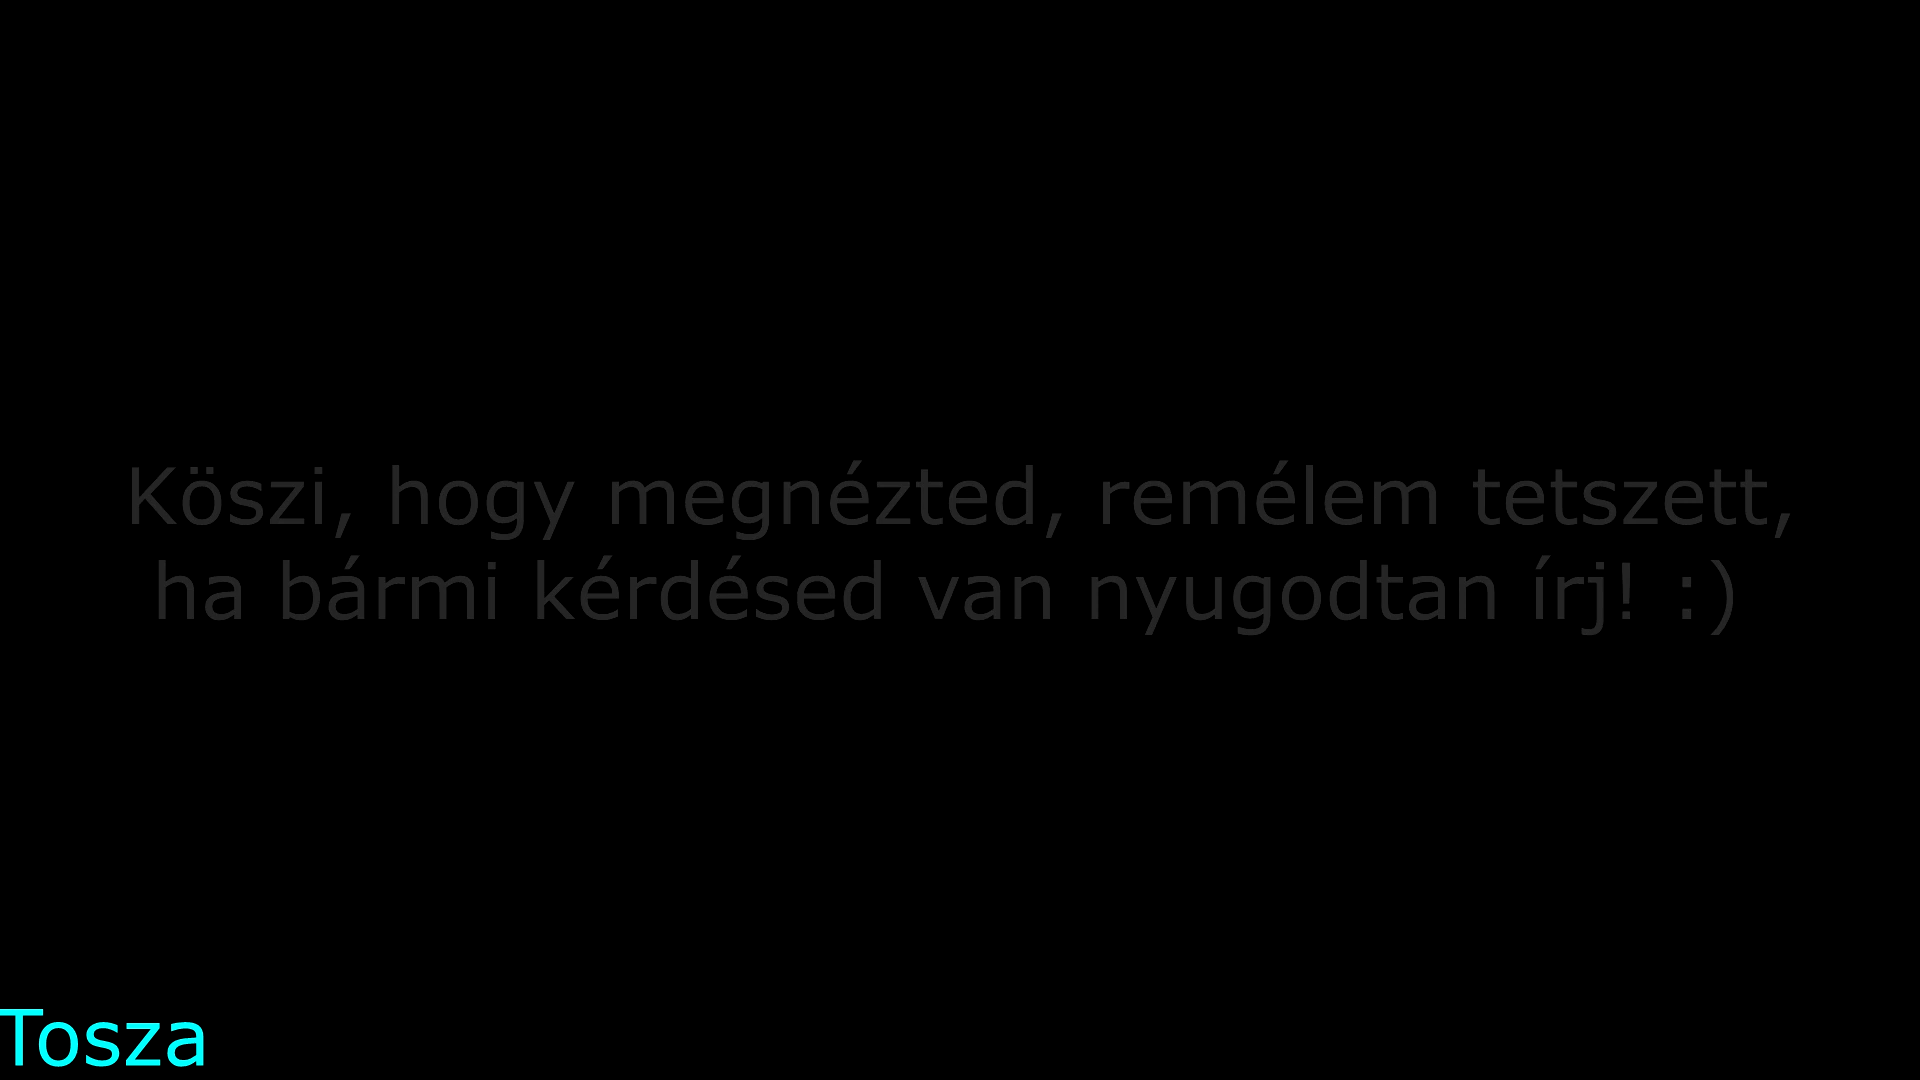 Köszi, hogy megnézted, remélem tetszett,
ha bármi kérdésed van nyugodtan írj! :)
Tosza